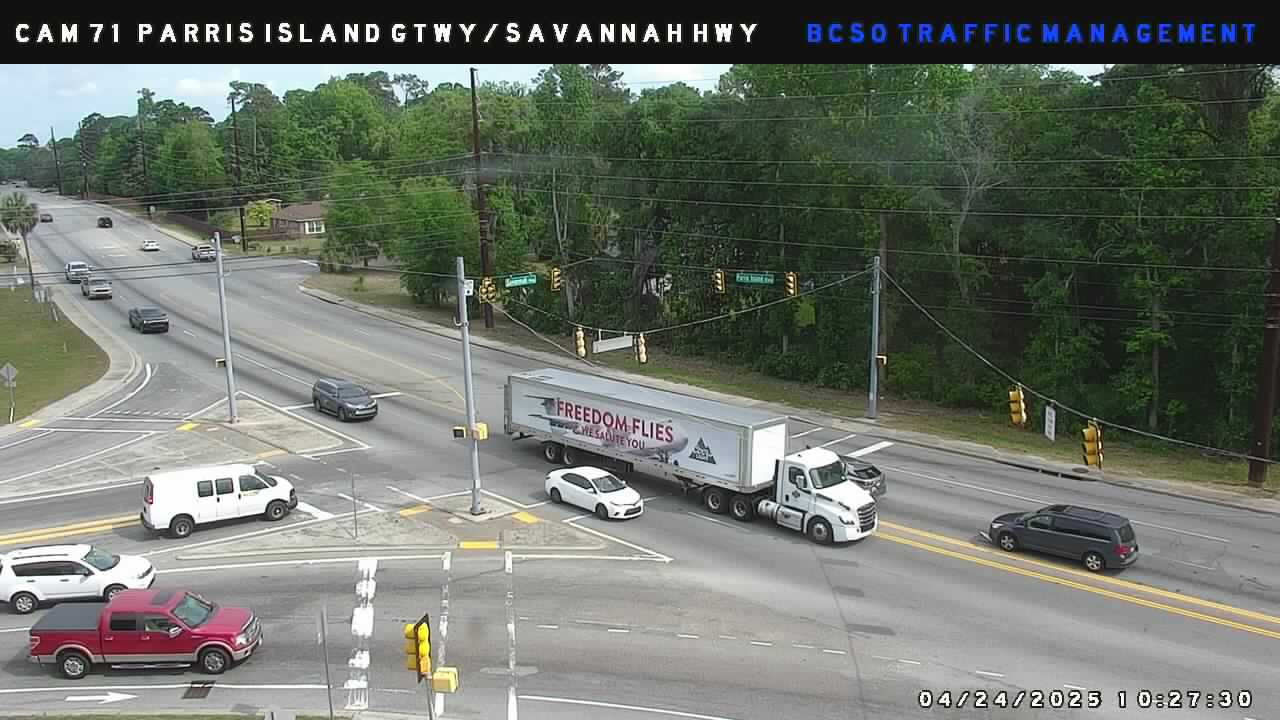 CAM 71 PARRIS ISLAND GTWY/SAVANNAH HWY
BCSO TRAFFIC MANAGEMENT
FREEDOM FLIES
WE SALUTE YOU
04/24/2025 10:27:30